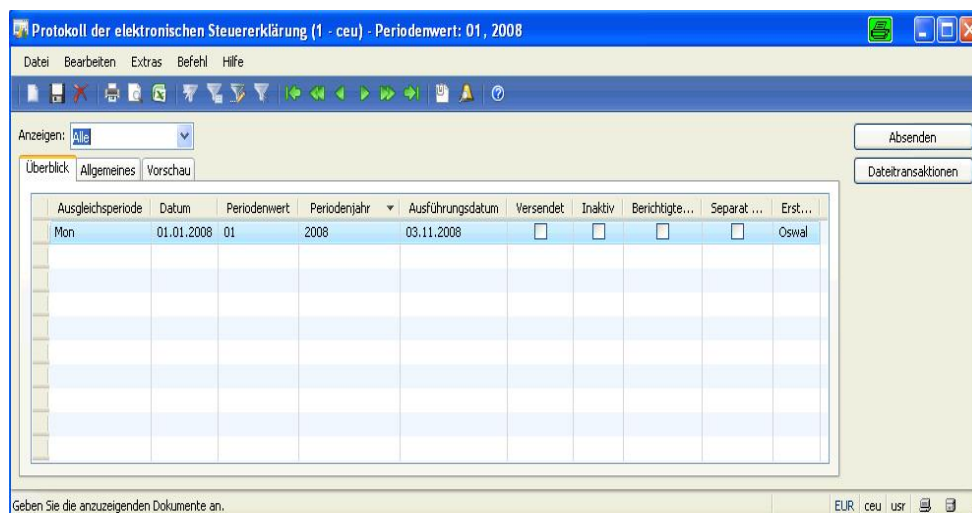 Protokoll der elektronischen Steuererklärung (1 - ceu) - Periodenwert: 01 , 2008
Datei Bearbeiten Extras Befehl Hilfe
Anzeigen: Alle
Absenden
Überblick Allgemeines Vorschau
Dateitransaktionen
Ausgleichsperiode Datum Periodenwert Periodenjahr Ausführungsdatum Versendet Inaktiv Berichtigte... Separat ... Erst...
Mon 01.01.2008 01 2008 03.11.2008 Oswal
Geben Sie die anzuzeigenden Dokumente an.
EUR ceu usr